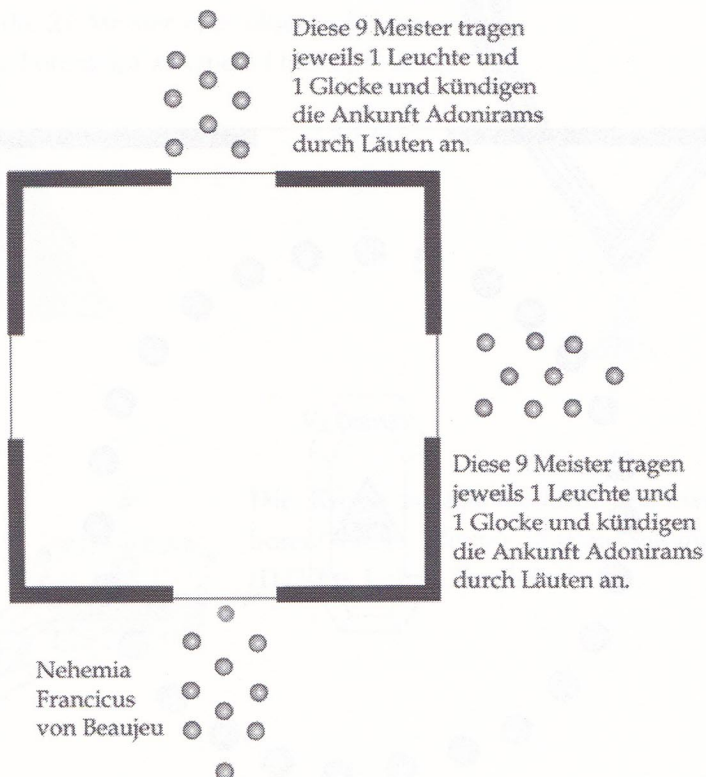 Diese 9 Meister tragen
jeweils 1 Leuchte und
1 Glocke und kündigen
die Ankunft Adonirams
durch Läuten an.
Diese 9 Meister tragen
jeweils 1 Leuchte und
1 Glocke und kündigen
die Ankunft Adonirams
durch Läuten an.
Nehemia
Francicus
von Beaujeu